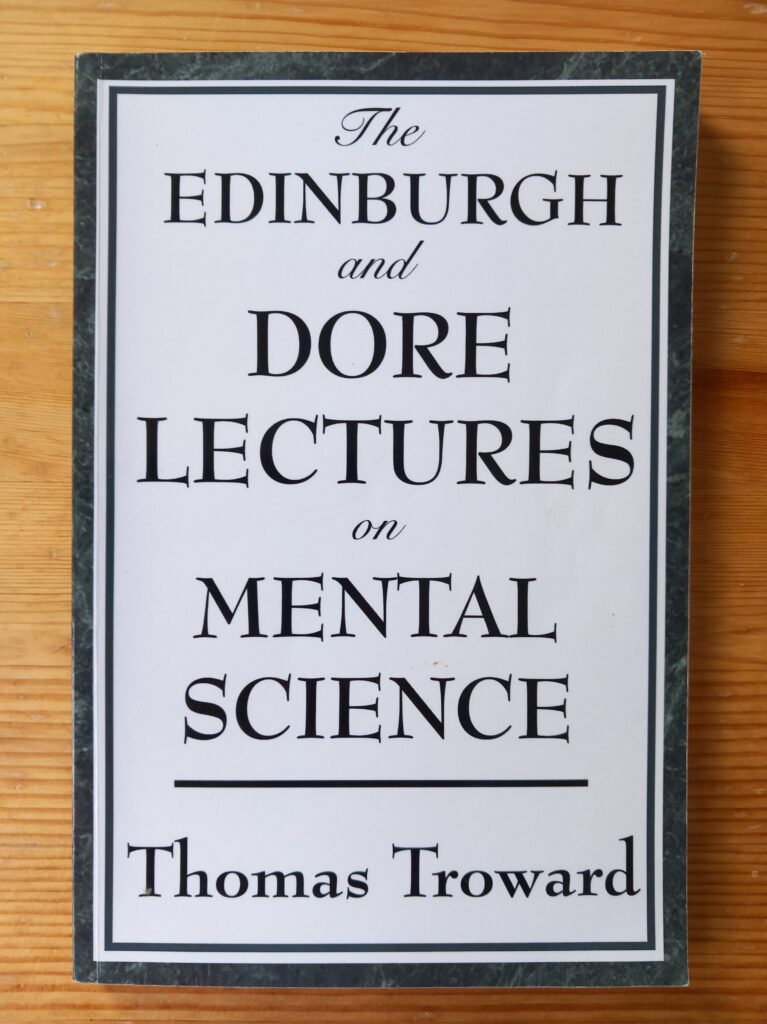 The
EDINBURGH
and
DORE
LECTURES
on
MENTAL
SCIENCE
Thomas Troward